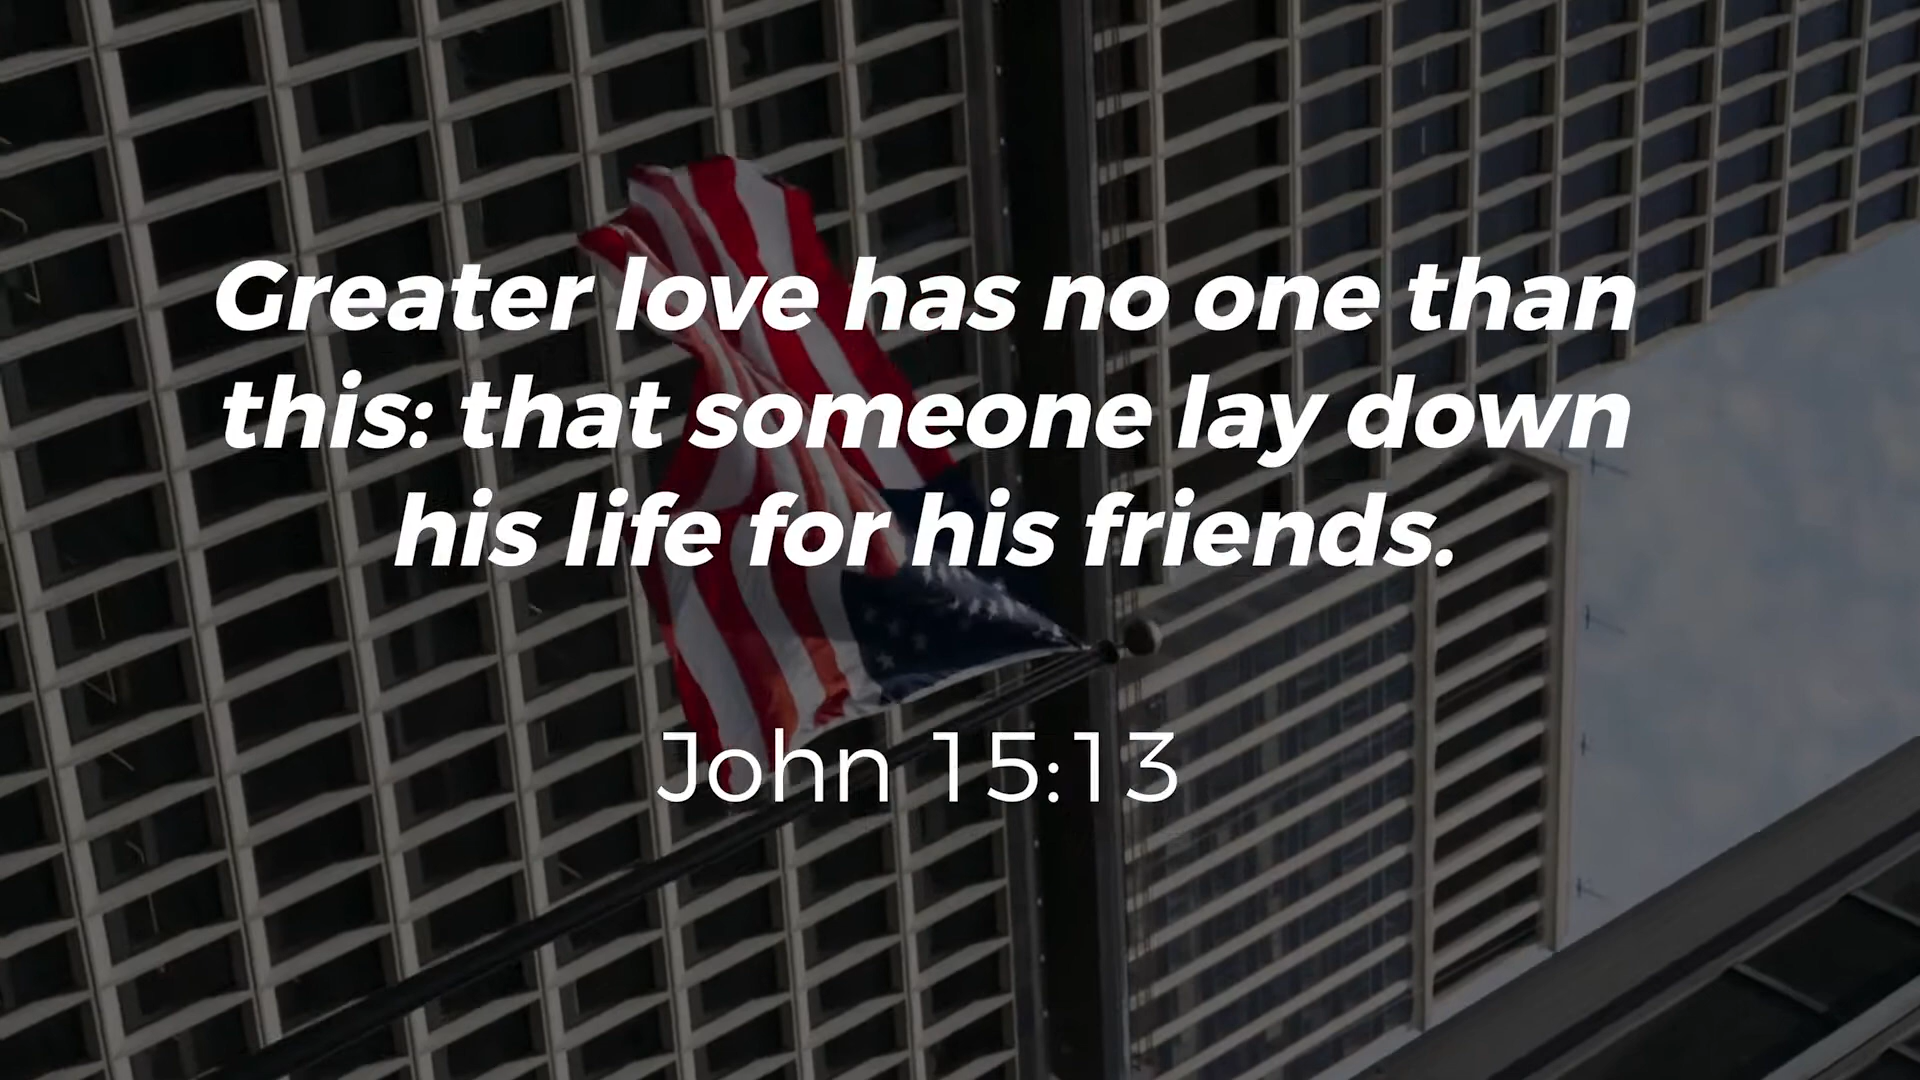 Greater love has no one than
this: that someone lay down
his life for his friends.
John 15:13